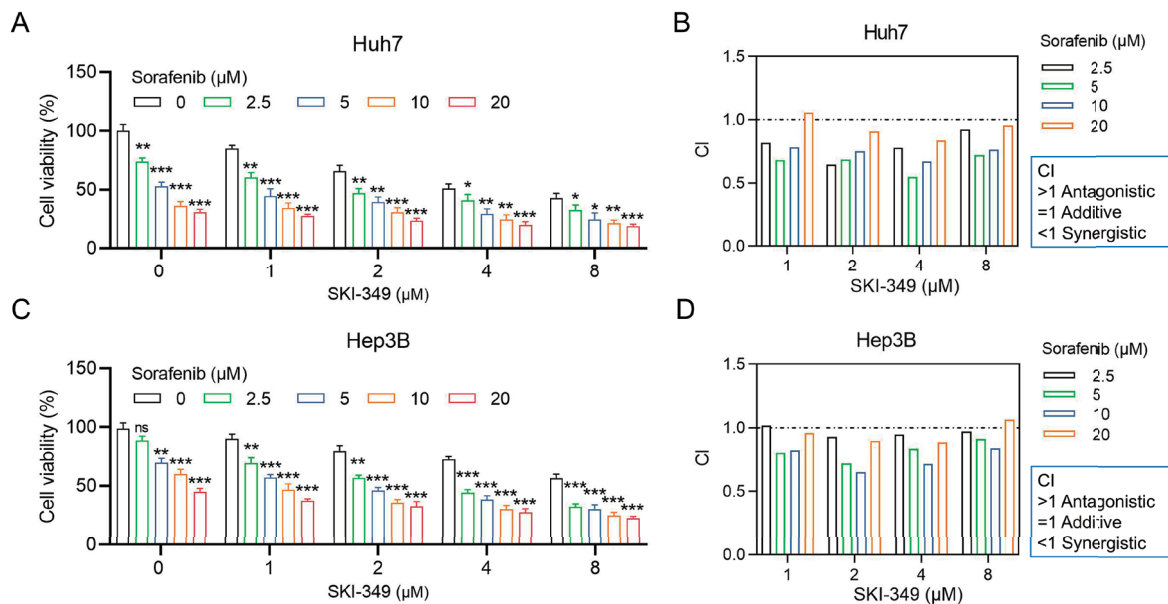 A
Huh7
Sorafenib (µM)
0 2.5 5 10 20
150
100
50
0
Cell viability (%)
** *** *** ***
** *** *** ***
** ** *** ***
* ** ** ***
* * ** ***
0 1 2 4 8
SKI-349 (µM)
B
Huh7
1.5
1.0
0.5
0.0
CI
1 2 4 8
SKI-349 (µM)
Sorafenib (µM)
2.5
5
10
20
CI
>1 Antagonistic
=1 Additive
<1 Synergistic
C
Hep3B
Sorafenib (µM)
0 2.5 5 10 20
150
100
50
0
Cell viability (%)
ns ** *** ***
** *** *** ***
** *** *** ***
*** *** *** ***
*** *** *** ***
0 1 2 4 8
SKI-349 (µM)
D
Hep3B
1.5
1.0
0.5
0.0
CI
1 2 4 8
SKI-349 (µM)
Sorafenib (µM)
2.5
5
10
20
CI
>1 Antagonistic
=1 Additive
<1 Synergistic